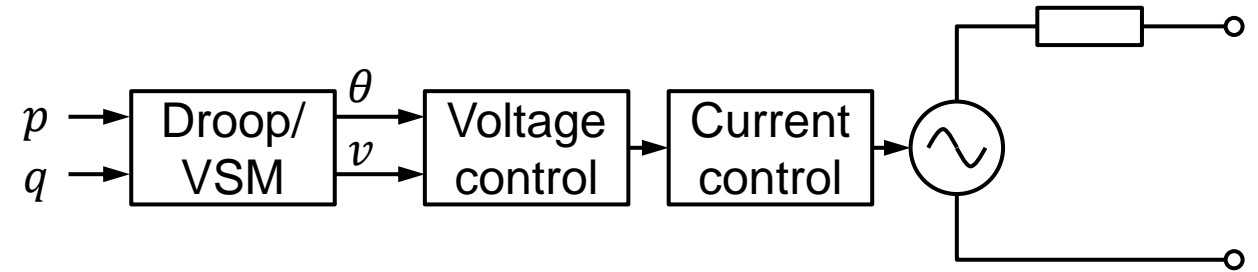 p
q
Droop/
VSM
θ
v
Voltage
control
Current
control